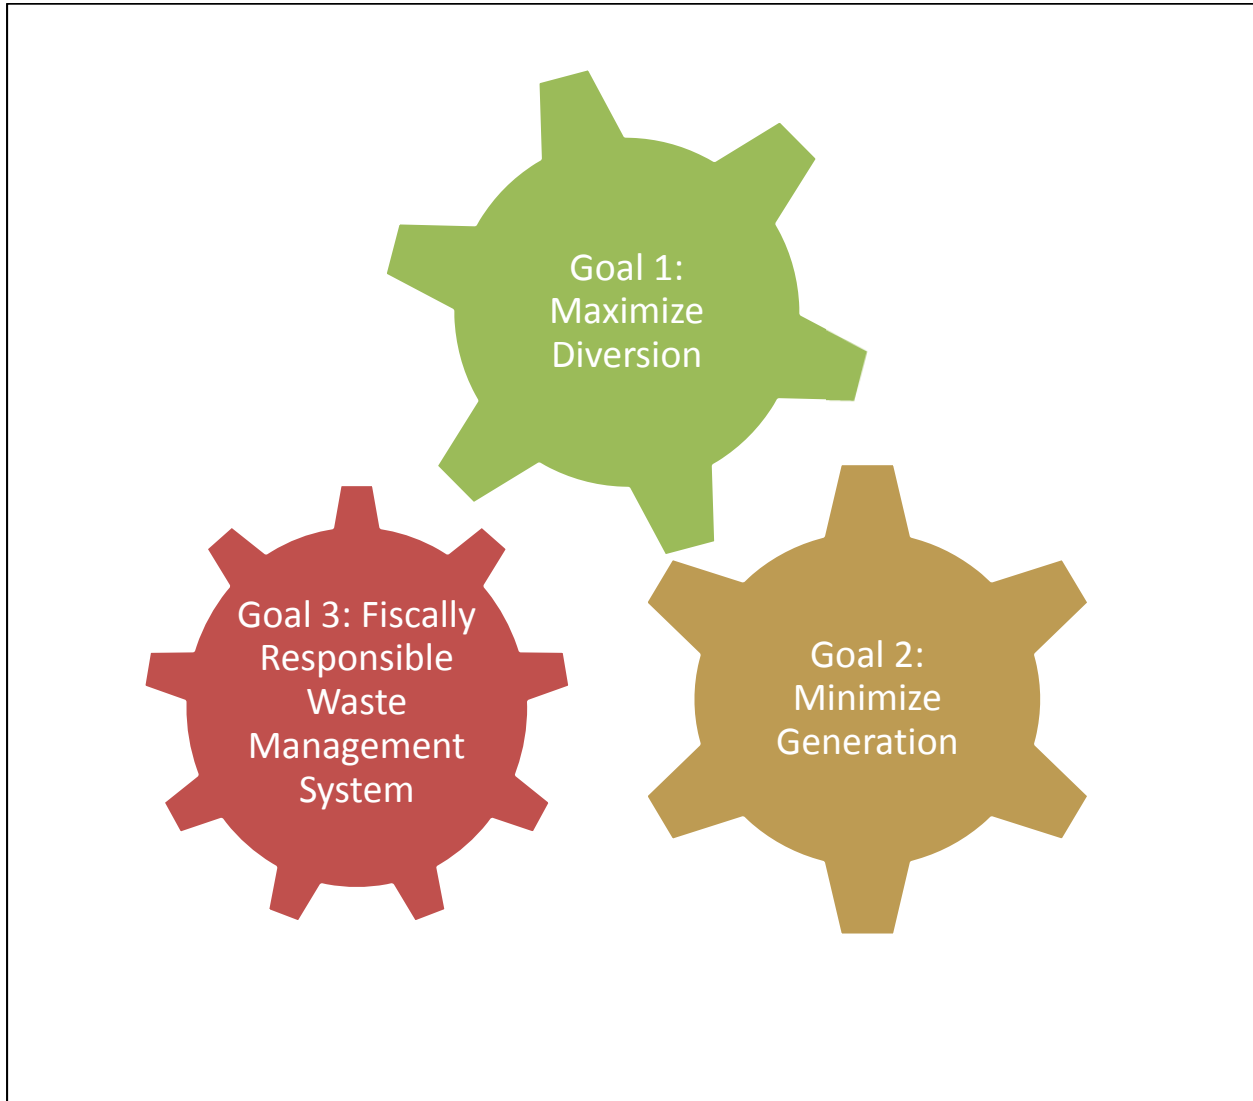 Goal 1:
Maximize
Diversion
Goal 3: Fiscally
Responsible
Waste
Management
System
Goal 2:
Minimize
Generation